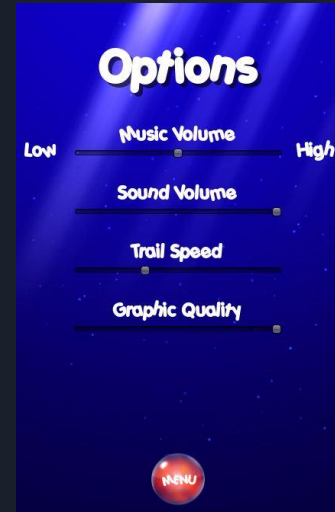 Options
Music Volume
Low High
Sound Volume
Trail Speed
Graphic Quality
MENU